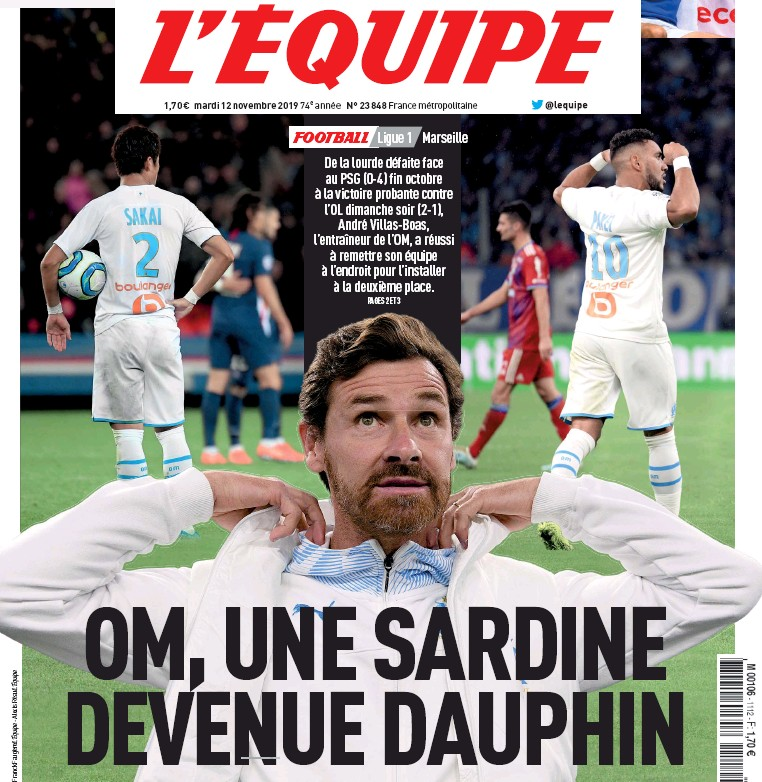 eco
L'ÉQUIPE
1,70 € mardi 12 novembre 2019 74e année N° 23 848 France métropolitaine @lequipe
FOOTBALL Ligue 1 Marseille
De la lourde défaite face
au PSG (0-4) fin octobre
à la victoire probante contre
l'OL dimanche soir (2-1),
André Villas-Boas,
l'entraîneur de l'OM, a réussi
à remettre son équipe
à l'endroit pour l'installer
à la deuxième place.
PAGES 2 ET 3
SAKAI
2
boulanger
PAYET
10
boulanger
OM, UNE SARDINE
DEVENUE DAUPHIN
M 00106 - 1112 - F: 1,70 €